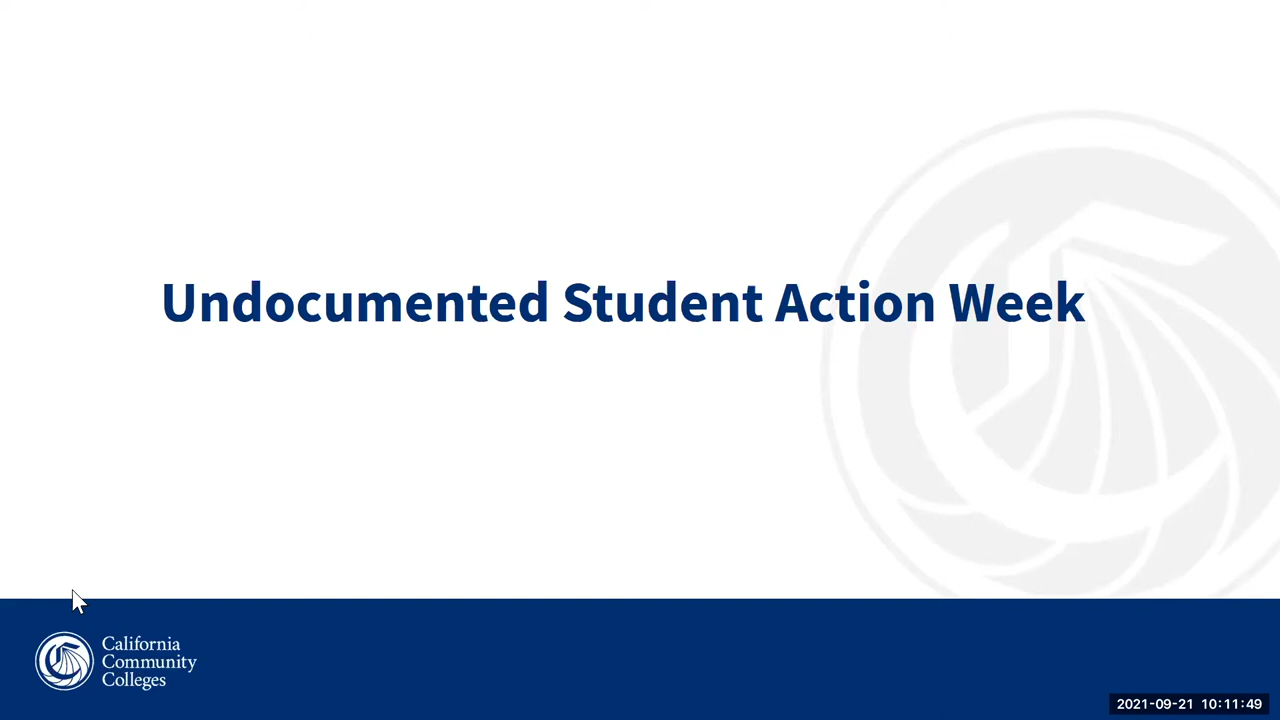 Undocumented Student Action Week
California
Community
Colleges
2021-09-21 10:11:49